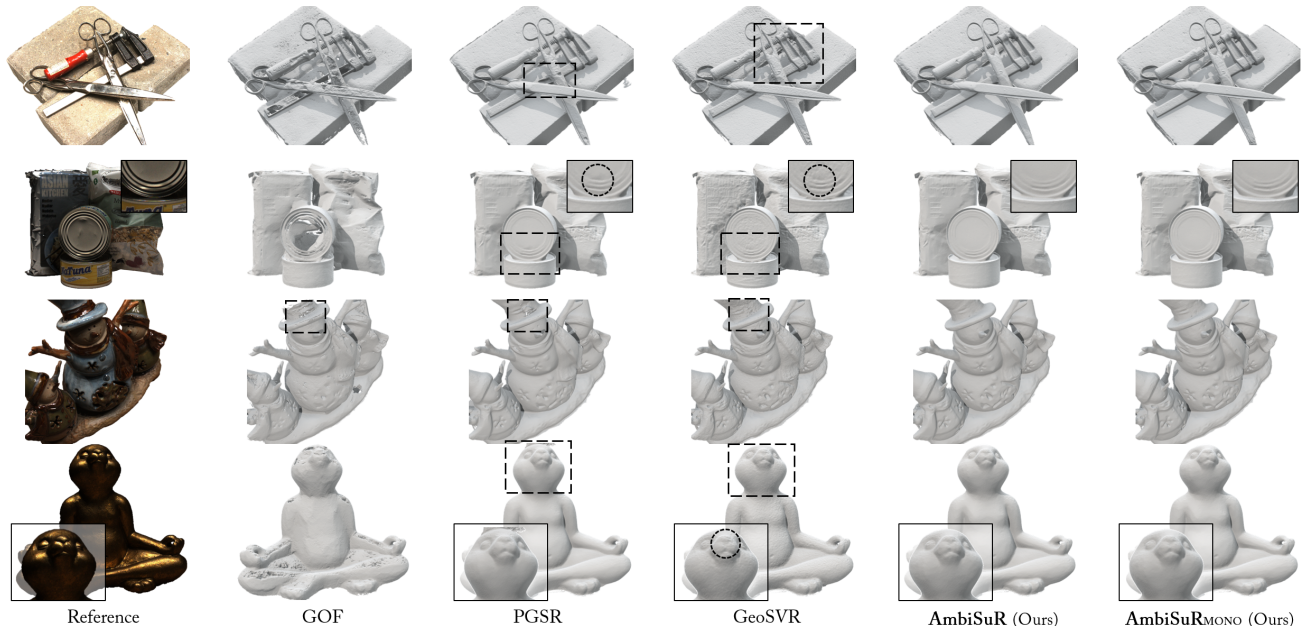 ASIAN
KITCHEN
Tuna
Reference
GOF
PGSR
GeoSVR
AmbiSuR (Ours)
AmbiSuRMONO (Ours)